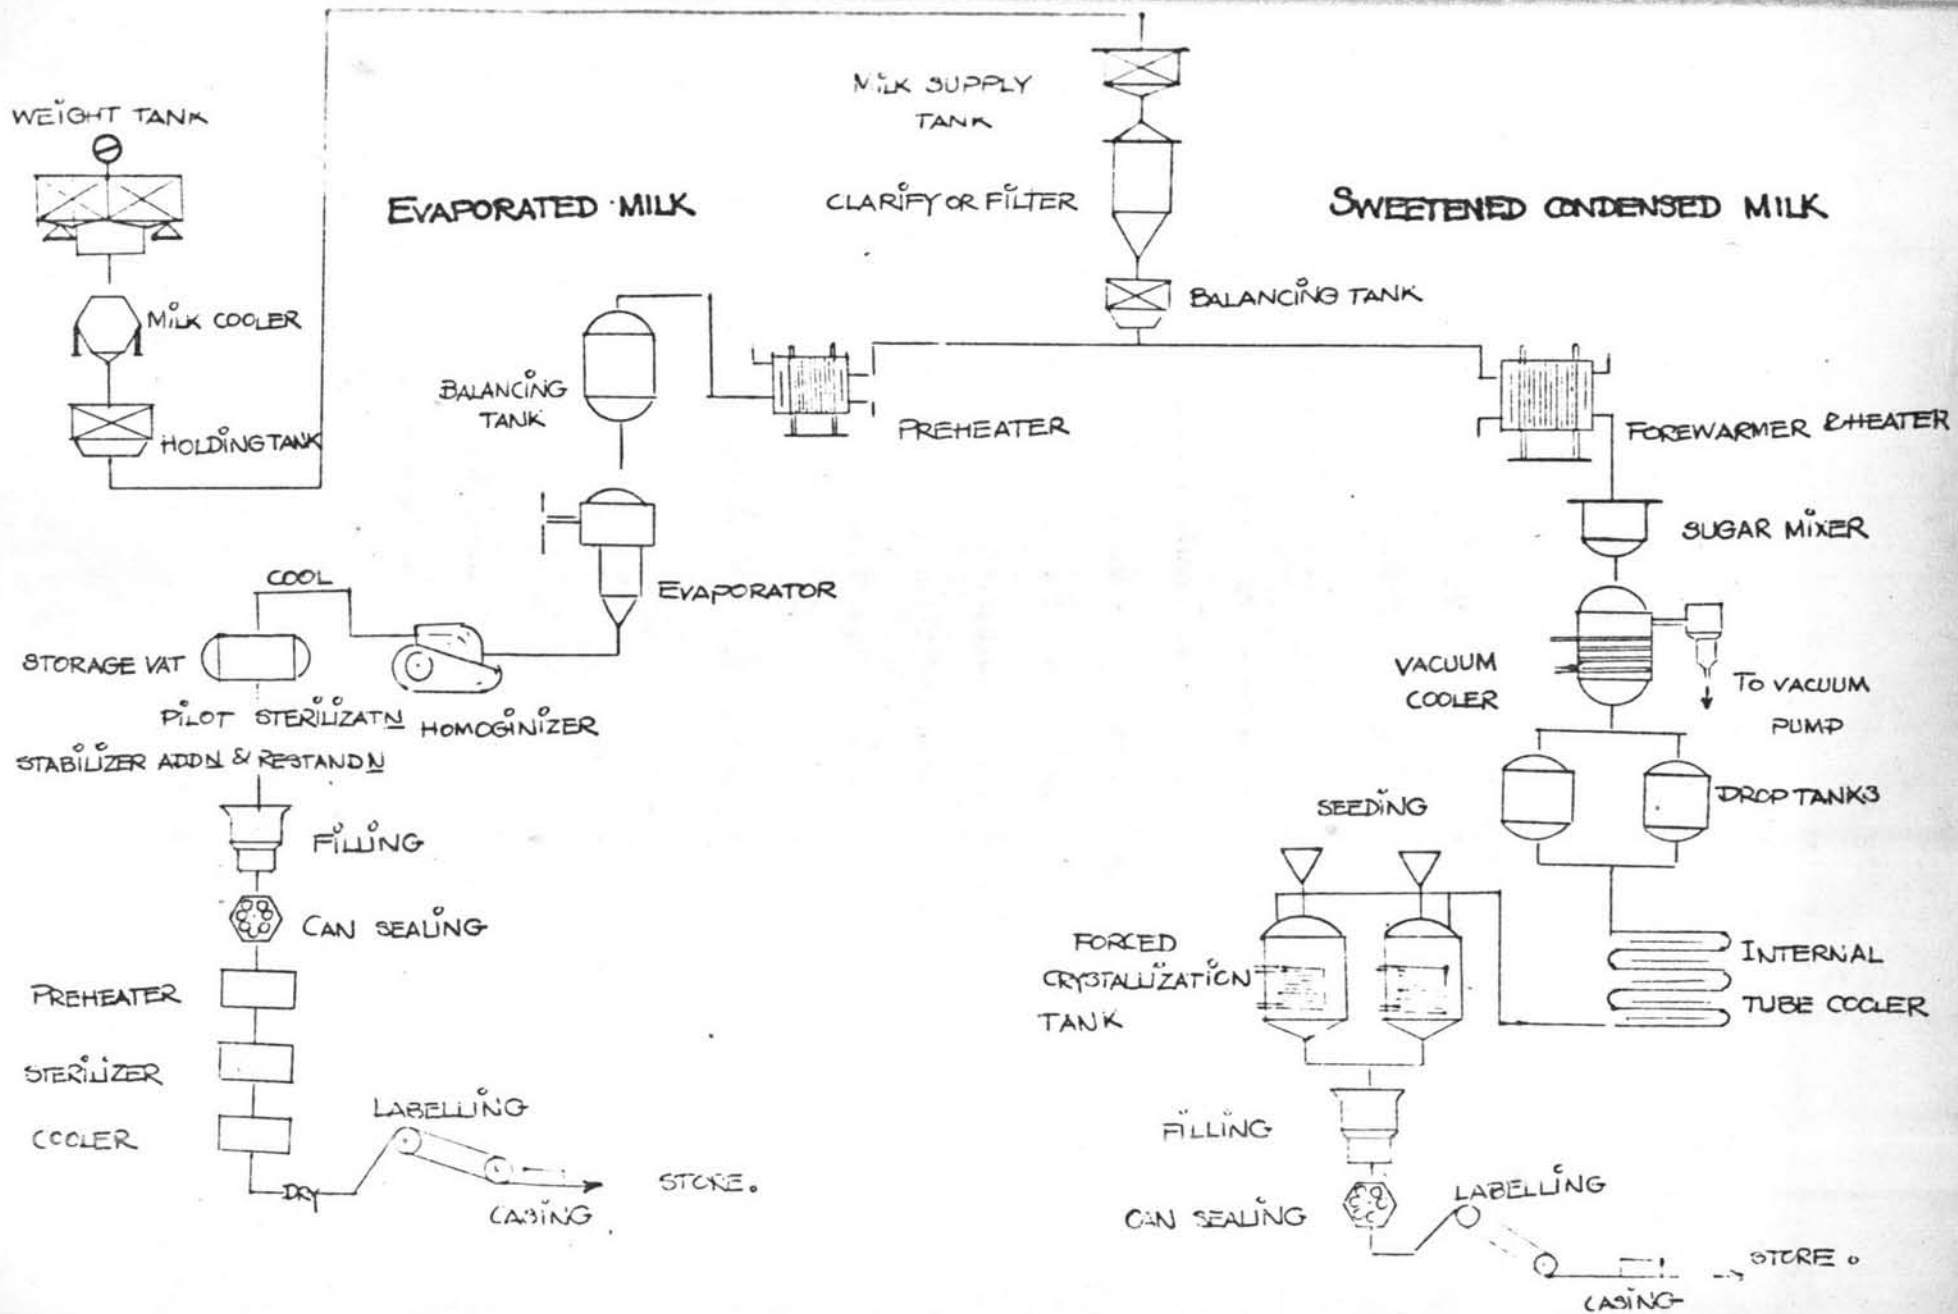 WEIGHT TANK
MILK COOLER
HOLDING TANK
MILK SUPPLY
TANK
CLARIFY OR FILTER
BALANCING TANK
EVAPORATED MILK
PREHEATER
BALANCING
TANK
EVAPORATOR
HOMOGINIZER
COOL
STORAGE VAT
PILOT STERILIZATN
STABILIZER ADDN & RESTANDN
FILLING
CAN SEALING
PREHEATER
STERILIZER
COOLER
DRY
LABELLING
CASING
STORE.
SWEETENED CONDENSED MILK
FOREWARMER & HEATER
SUGAR MIXER
VACUUM
COOLER
TO VACUUM
PUMP
DROP TANKS
INTERNAL
TUBE COOLER
SEEDING
FORCED
CRYSTALLIZATION
TANK
FILLING
CAN SEALING
LABELLING
CASING
STORE.